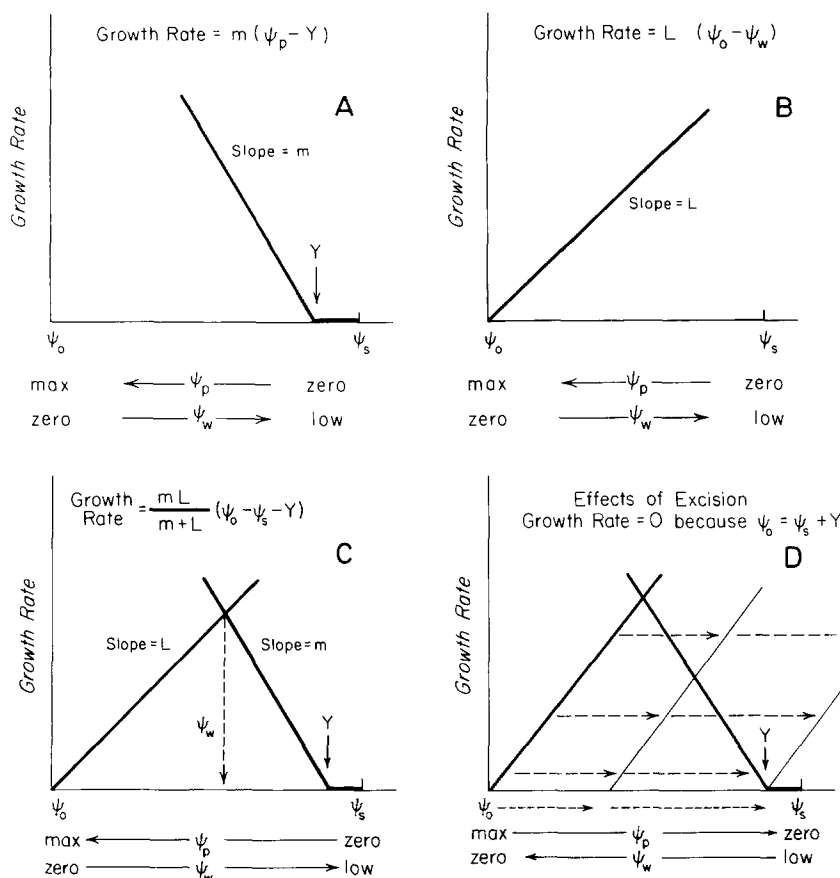 Growth Rate = m (ψp – Y)
A
Growth Rate
Slope = m
Y
ψo
ψs
max ψp zero
zero ψw low
Growth Rate = L (ψo – ψw)
B
Growth Rate
Slope = L
ψo
ψs
max ψp zero
zero ψw low
Growth Rate = mL / m + L (ψo – ψs – Y)
C
Growth Rate
Slope = L
Slope = m
ψw
Y
ψo
ψs
max ψp zero
zero ψw low
Effects of Excision
Growth Rate = 0 because ψo = ψs + Y
D
Growth Rate
Y
ψo
ψs
max ψp zero
zero ψw low